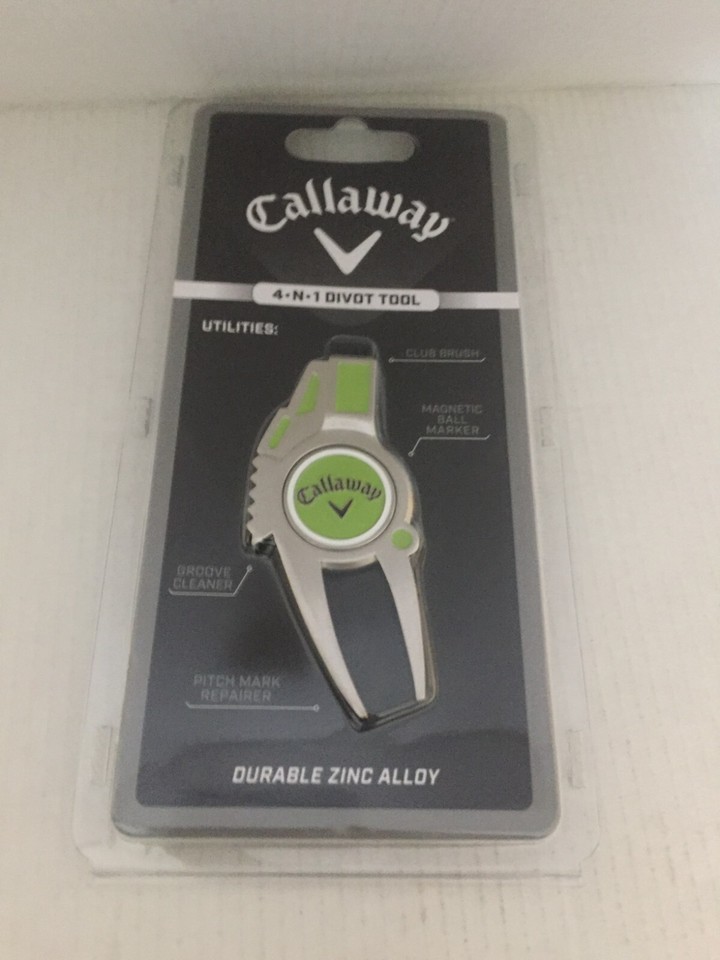 Callaway
4·N·1 DIVOT TOOL
UTILITIES:
CLUB BRUSH
MAGNETIC
BALL
MARKER
Callaway
GROOVE
CLEANER
PITCH MARK
REPAIRER
DURABLE ZINC ALLOY